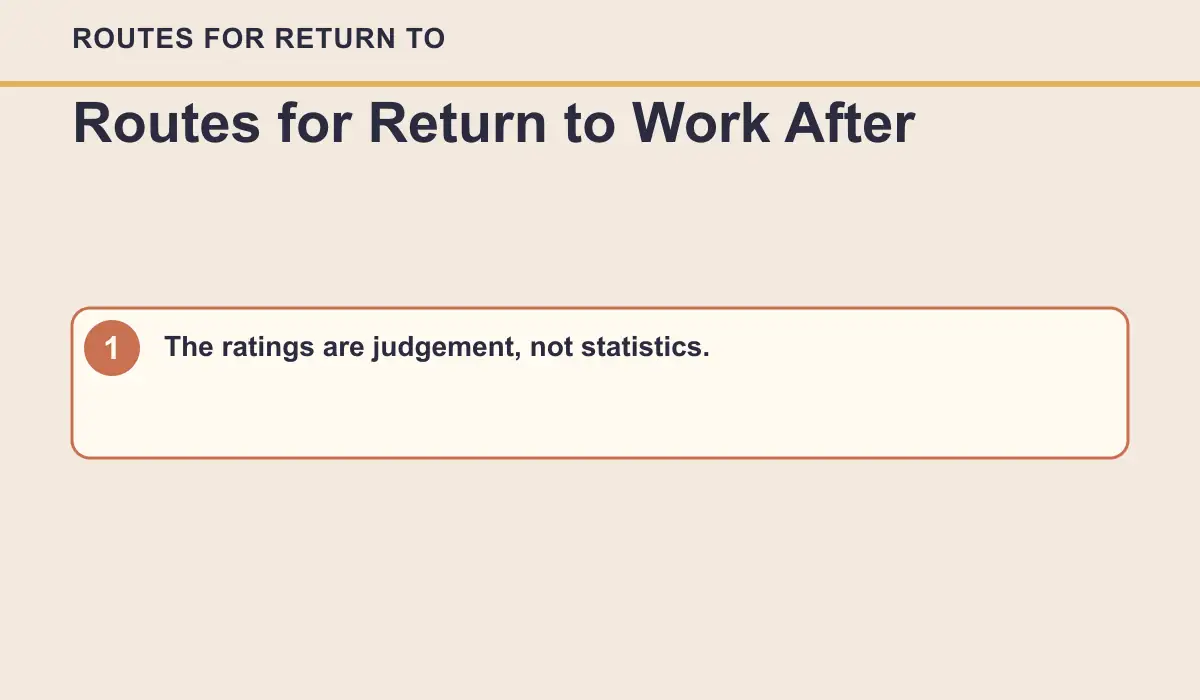 ROUTES FOR RETURN TO
Routes for Return to Work After
1 The ratings are judgement, not statistics.